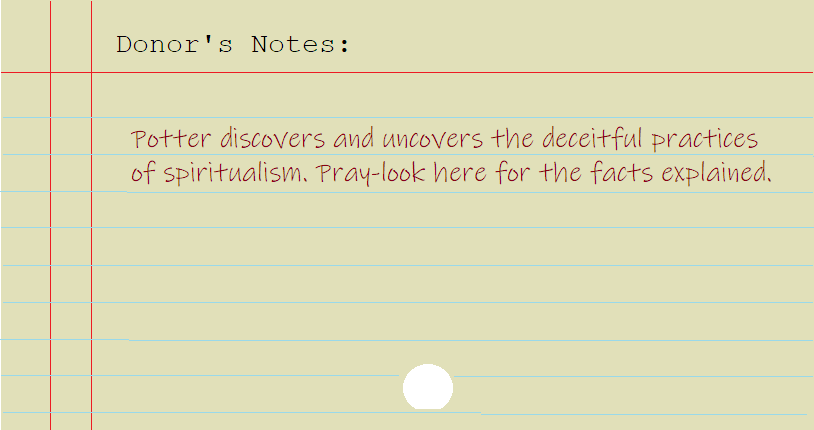 Donor's Notes:
Potter discovers and uncovers the deceitful practices
of spiritualism. Pray-look here for the facts explained.